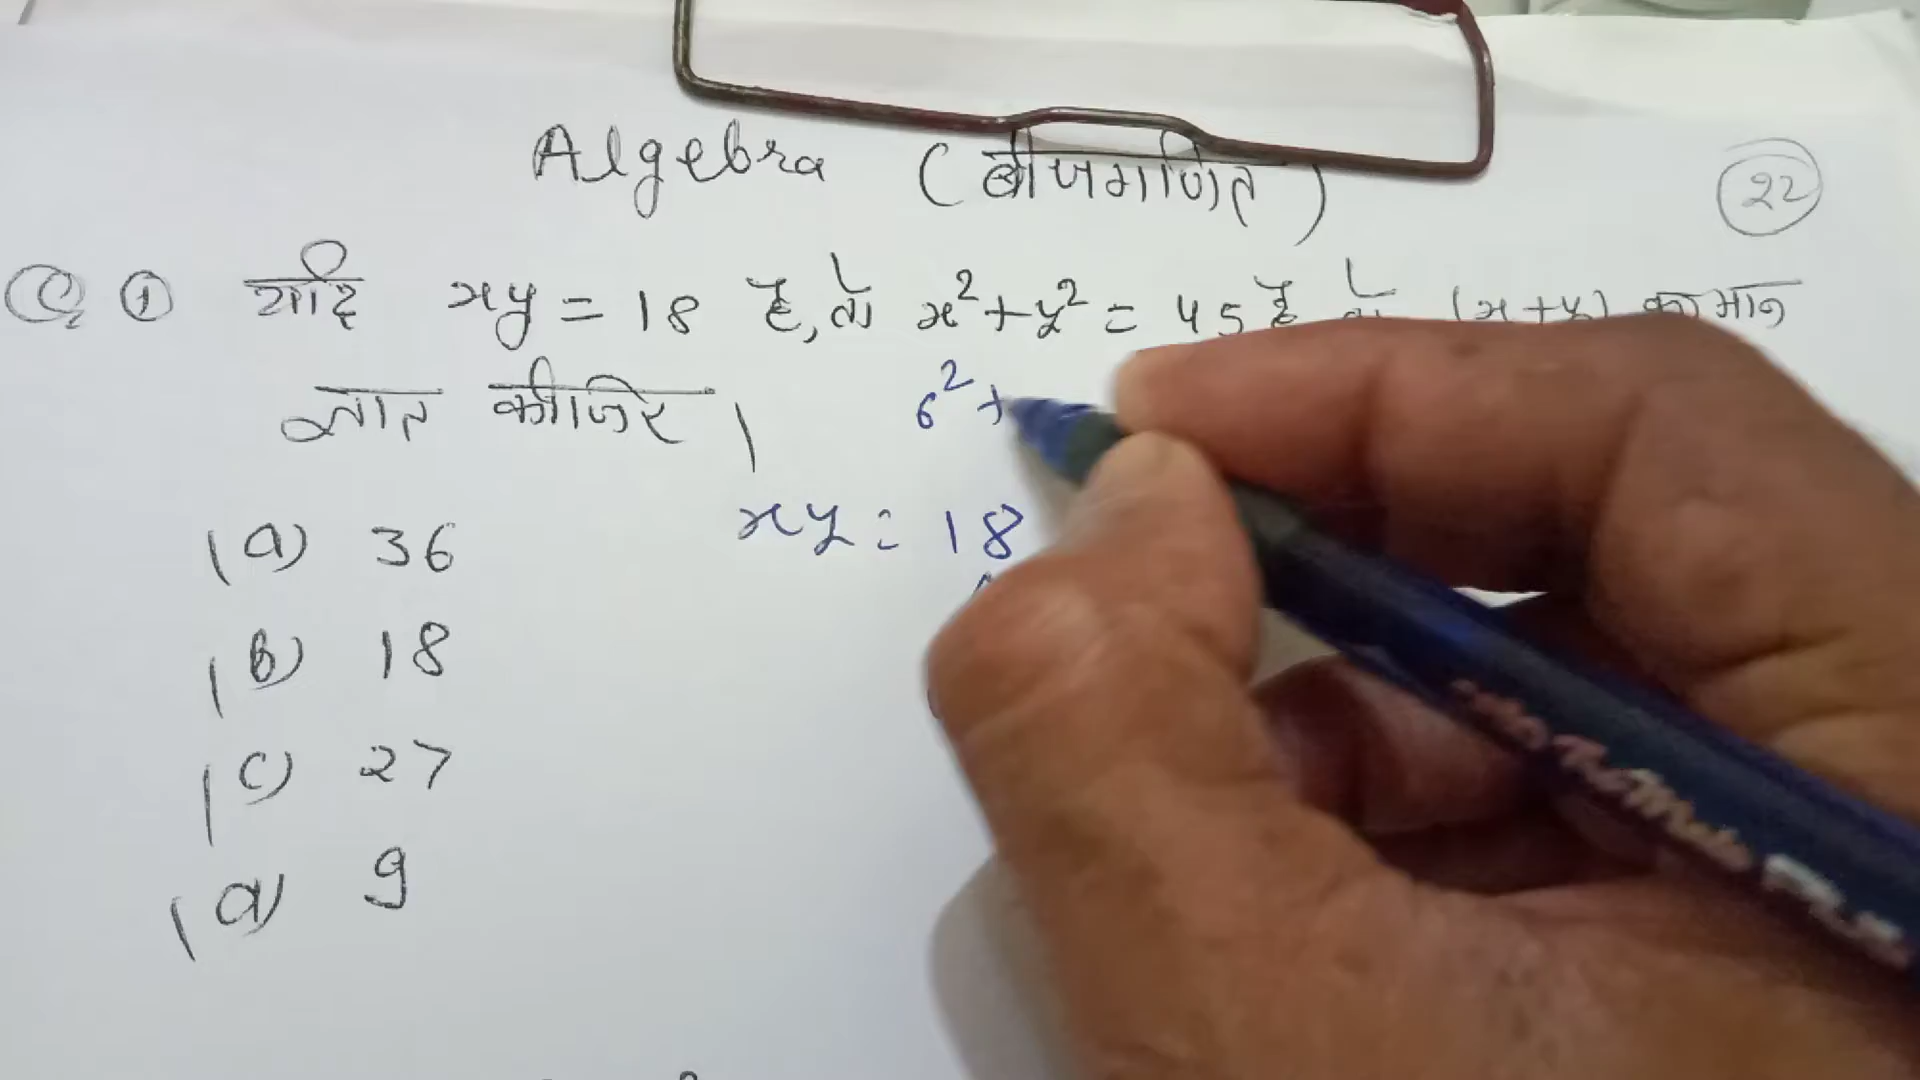 Algebra (बीजगणित)
22
Q ① यदि xy = 18 है, तो x²+y² = 45 है तो (x+y) का मान
ज्ञात कीजिए।
6² +
xy = 18
(a) 36
(b) 18
(c) 27
(d) 9